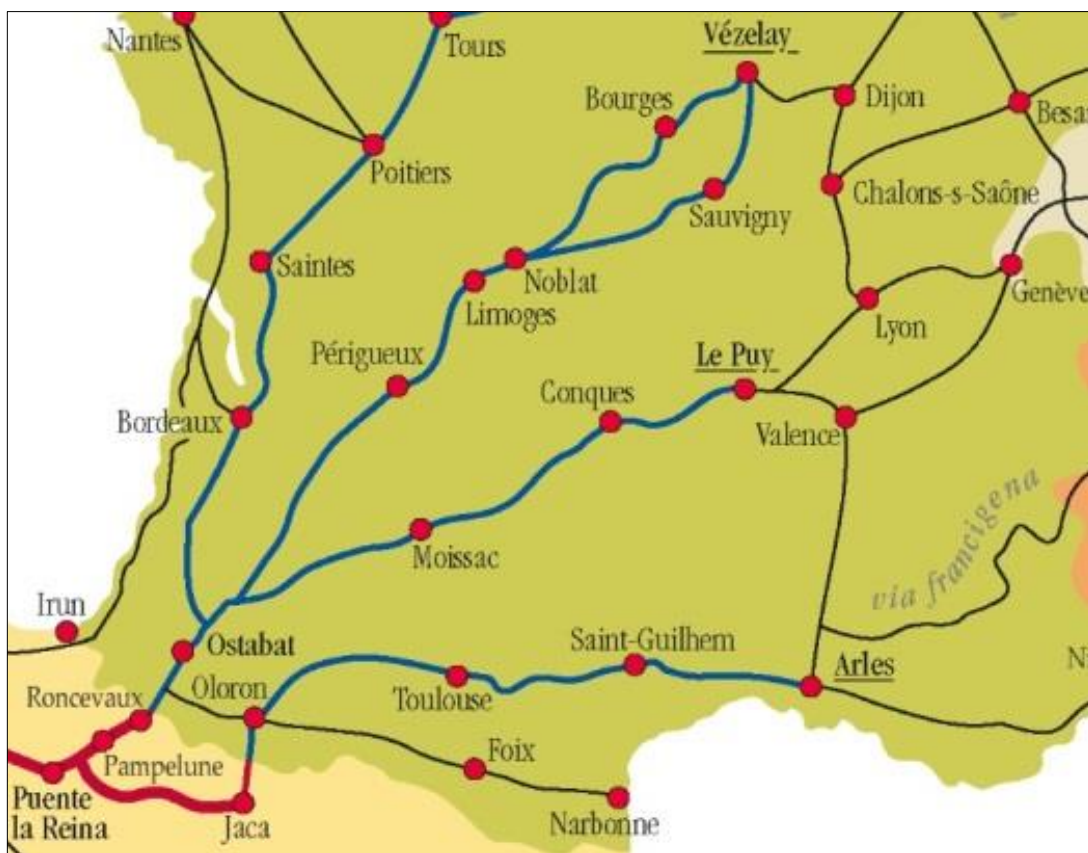 Nantes
Tours
Vézelay
Bourges
Dijon
Besa
Poitiers
Chalons-s-Saône
Sauvigny
Saintes
Noblat
Genève
Limoges
Lyon
Périgueux
Le Puy
Conques
Bordeaux
Valence
Moissac
via francigena
Irun
Ostabat
Saint-Guilhem
N
Oloron
Toulouse
Arles
Roncevaux
Pampelune
Foix
Puente
la Reina
Jaca
Narbonne